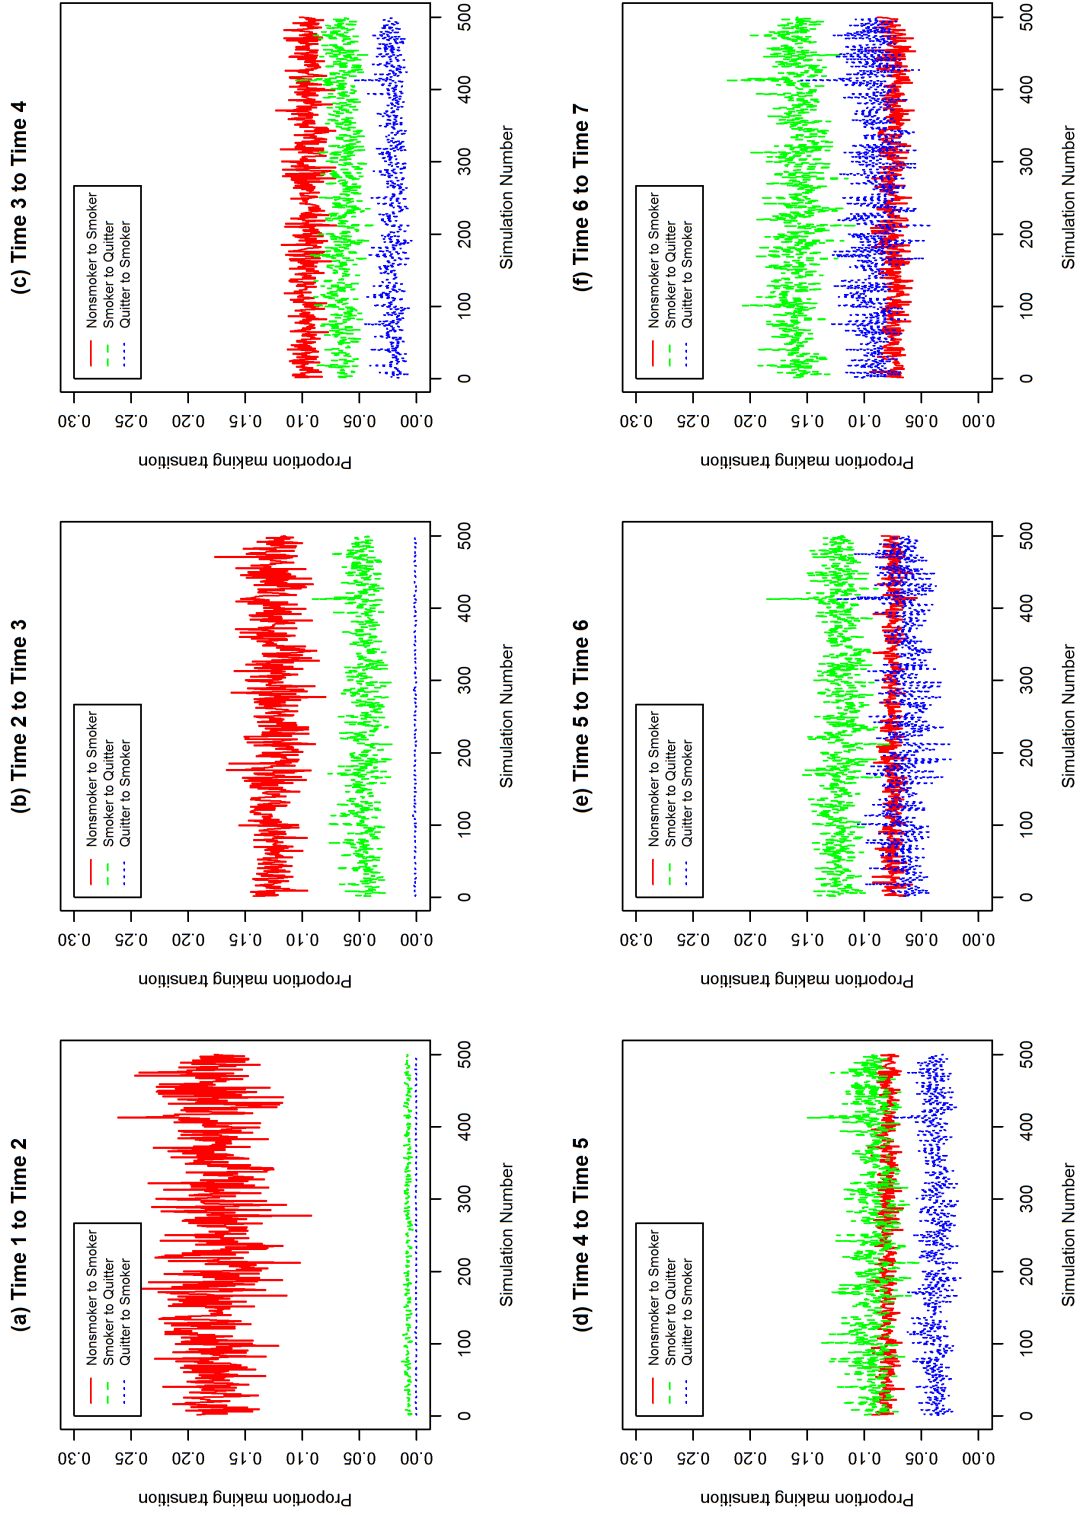 (a) Time 1 to Time 2
Proportion making transition
0.00 0.05 0.10 0.15 0.20 0.25 0.30
Nonsmoker to Smoker
Smoker to Quitter
Quitter to Smoker
0 100 200 300 400 500
Simulation Number
(b) Time 2 to Time 3
Proportion making transition
0.00 0.05 0.10 0.15 0.20 0.25 0.30
Nonsmoker to Smoker
Smoker to Quitter
Quitter to Smoker
0 100 200 300 400 500
Simulation Number
(c) Time 3 to Time 4
Proportion making transition
0.00 0.05 0.10 0.15 0.20 0.25 0.30
Nonsmoker to Smoker
Smoker to Quitter
Quitter to Smoker
0 100 200 300 400 500
Simulation Number
(d) Time 4 to Time 5
Proportion making transition
0.00 0.05 0.10 0.15 0.20 0.25 0.30
Nonsmoker to Smoker
Smoker to Quitter
Quitter to Smoker
0 100 200 300 400 500
Simulation Number
(e) Time 5 to Time 6
Proportion making transition
0.00 0.05 0.10 0.15 0.20 0.25 0.30
Nonsmoker to Smoker
Smoker to Quitter
Quitter to Smoker
0 100 200 300 400 500
Simulation Number
(f) Time 6 to Time 7
Proportion making transition
0.00 0.05 0.10 0.15 0.20 0.25 0.30
Nonsmoker to Smoker
Smoker to Quitter
Quitter to Smoker
0 100 200 300 400 500
Simulation Number